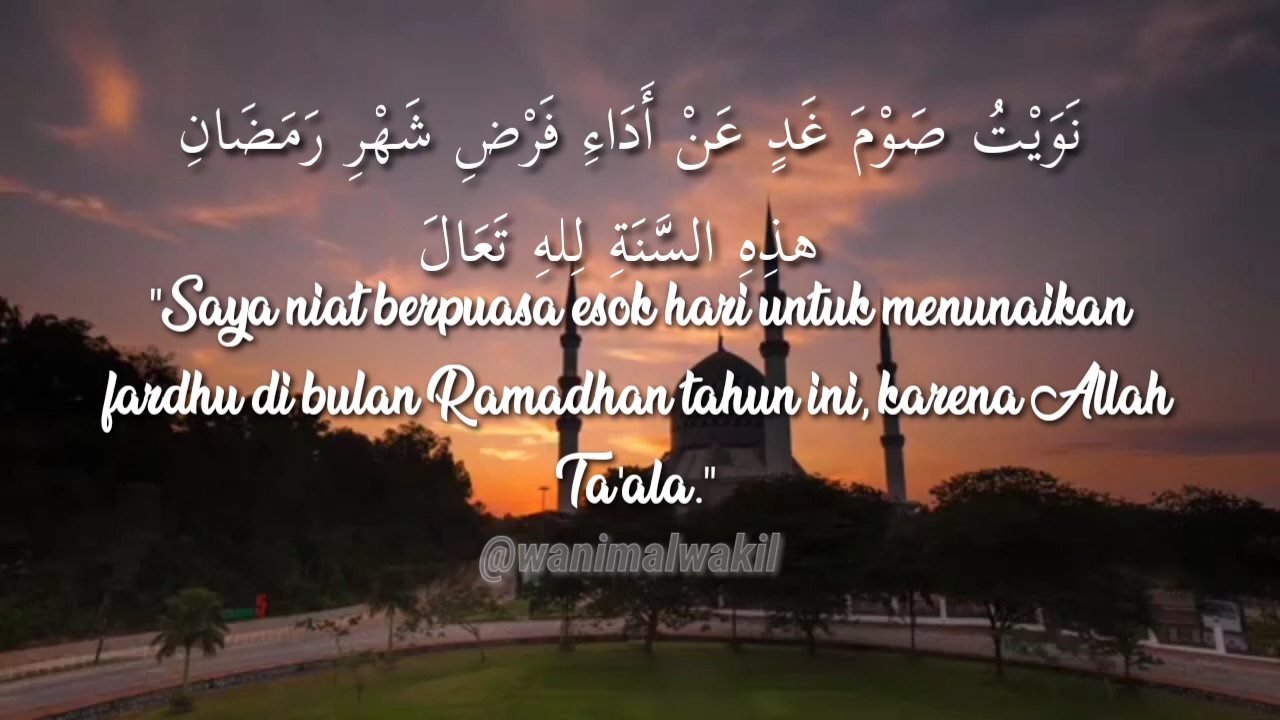 نَوَيْتُ صَوْمَ غَدٍ عَنْ أَدَاءِ فَرْضِ شَهْرِ رَمَضَانِ
هذِهِ السَّنَةِ لِلهِ تَعَالَ
"Saya niat berpuasa esok hari untuk menunaikan
fardhu di bulan Ramadhan tahun ini, karena Allah
Ta'ala."
@wanimalwakil